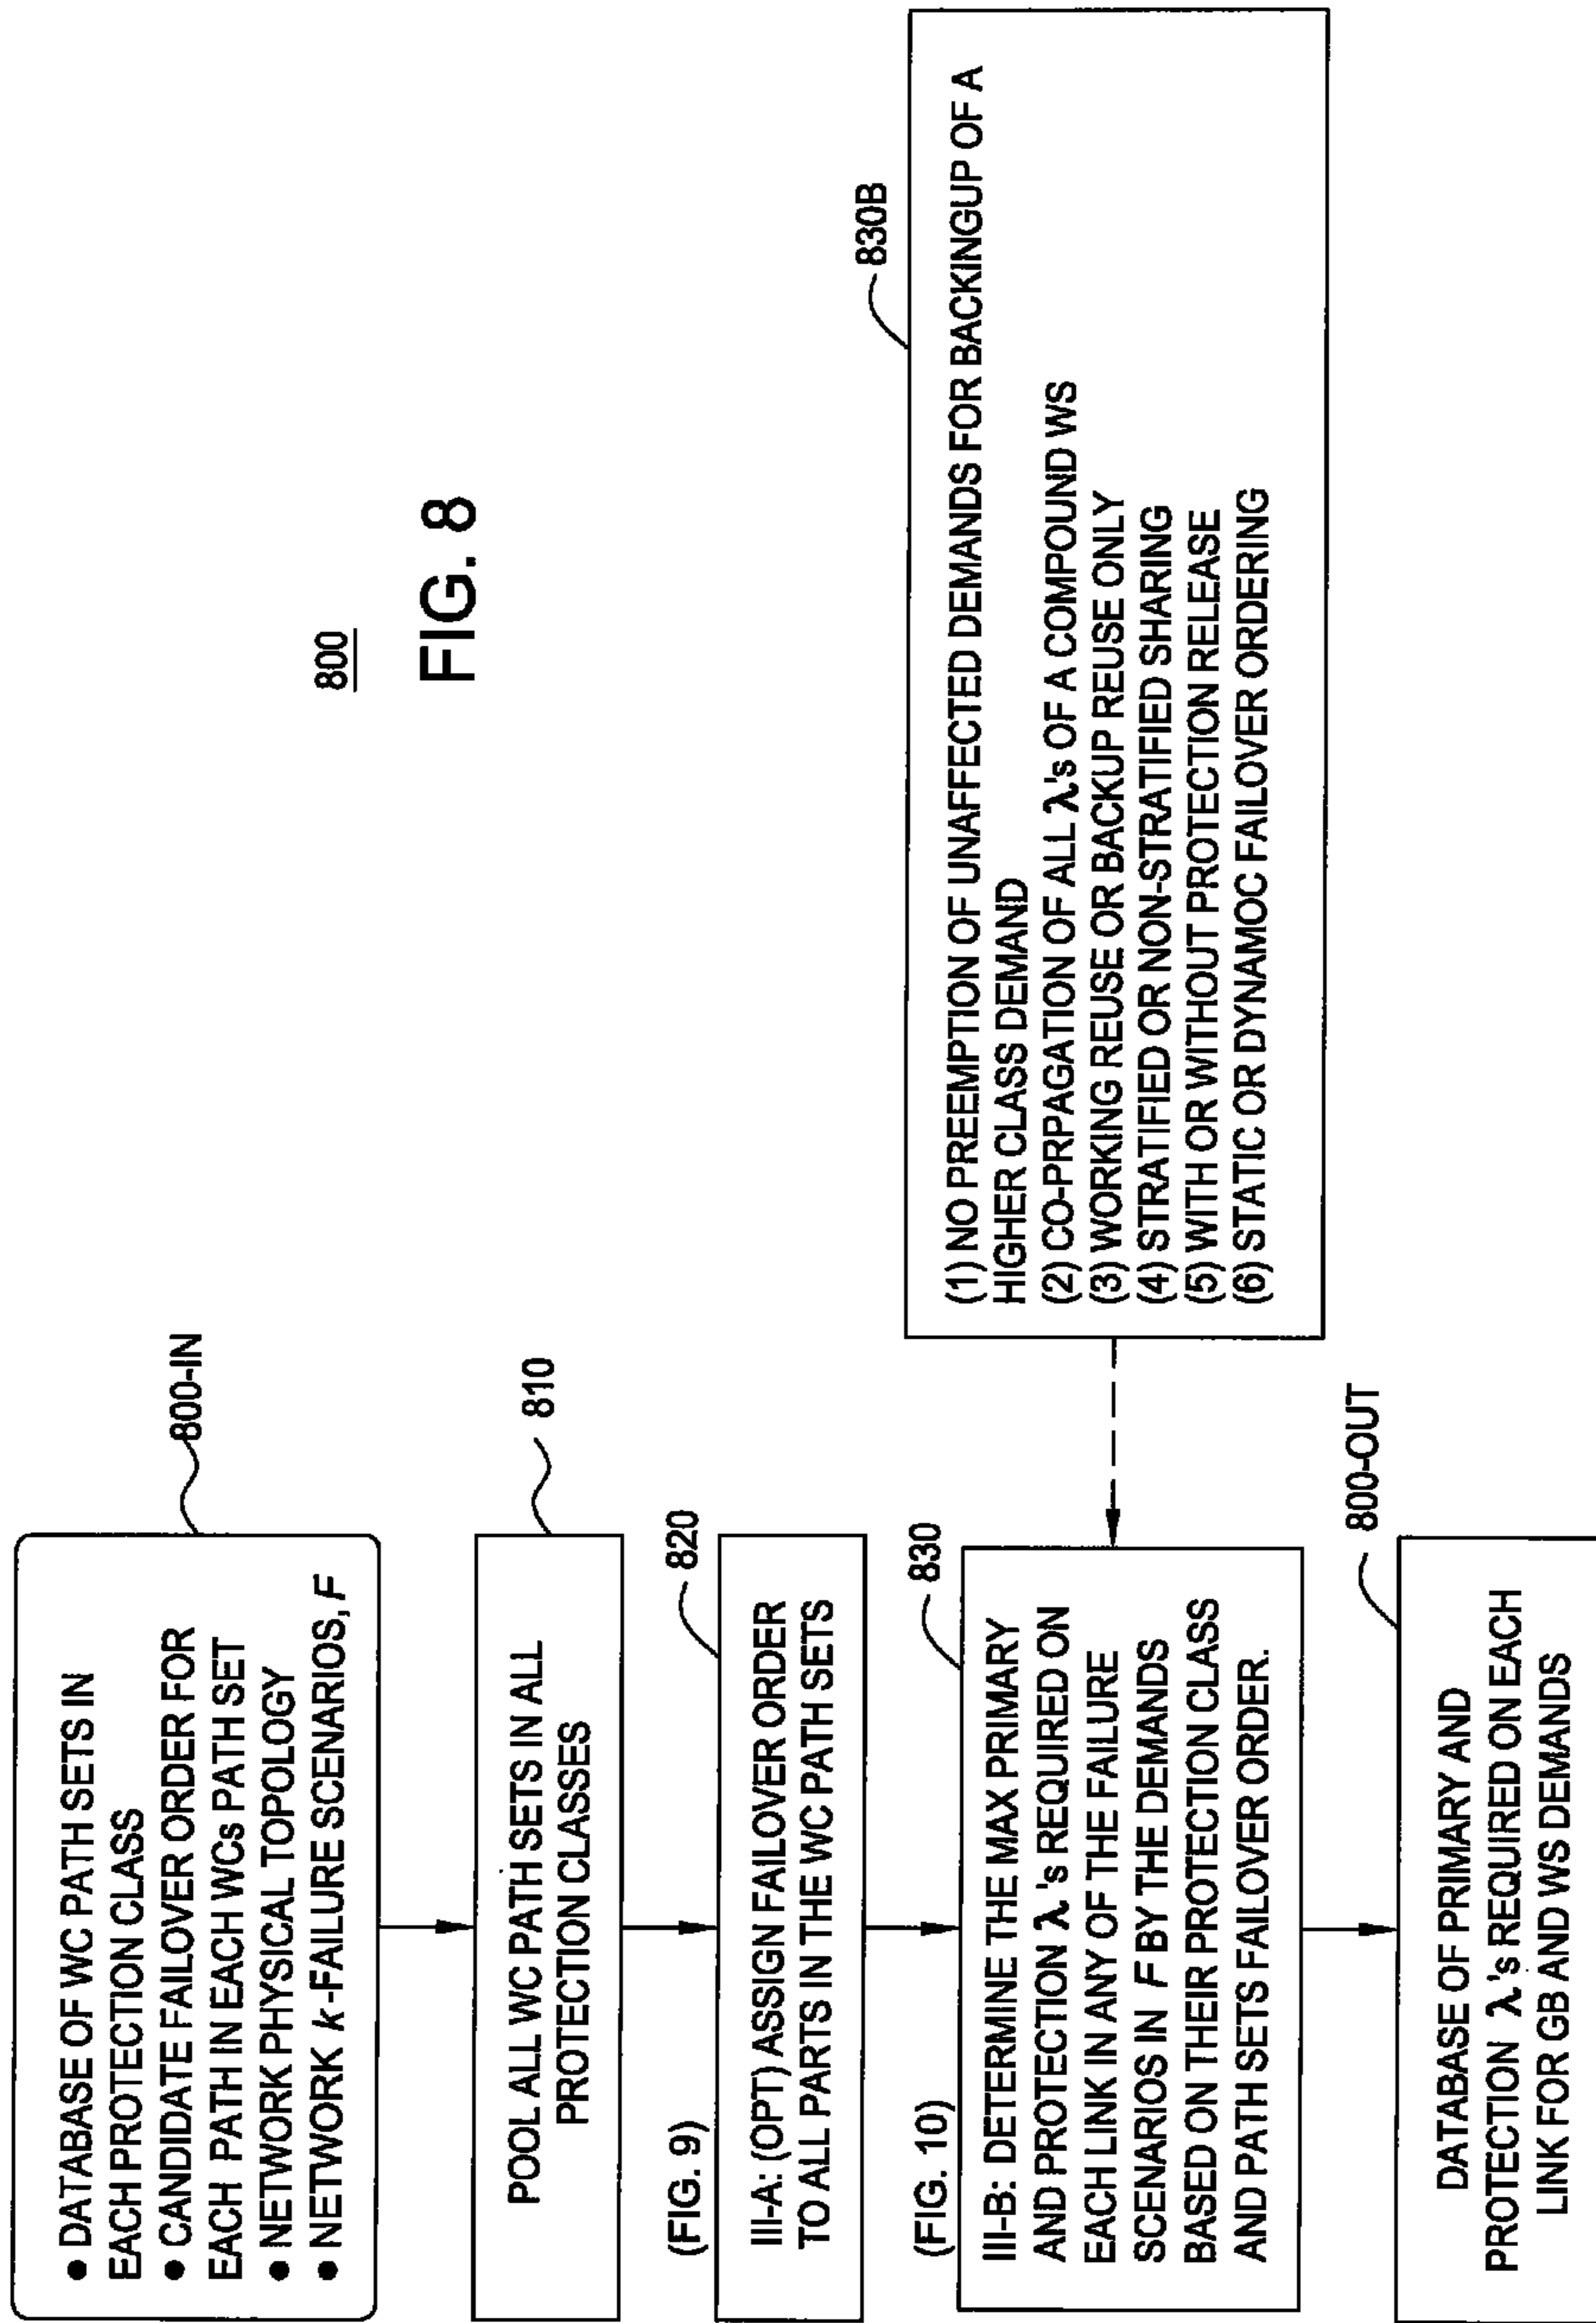 ● DATABASE OF WC PATH SETS IN
EACH PROTECTION CLASS
● CANDIDATE FAILOVER ORDER FOR
EACH PATH IN EACH WCs PATH SET
● NETWORK PHYSICAL TOPOLOGY
● NETWORK k-FAILURE SCENARIOS, F
800-IN
POOL ALL WC PATH SETS IN ALL
PROTECTION CLASSES
810
(FIG. 9)
820
III-A: (OPT) ASSIGN FAILOVER ORDER
TO ALL PARTS IN THE WC PATH SETS
(FIG. 10)
830
III-B: DETERMINE THE MAX PRIMARY
AND PROTECTION λ's REQUIRED ON
EACH LINK IN ANY OF THE FAILURE
SCENARIOS IN F BY THE DEMANDS
BASED ON THEIR PROTECTION CLASS
AND PATH SETS FAILOVER ORDER.
800-OUT
DATABASE OF PRIMARY AND
PROTECTION λ's REQUIRED ON EACH
LINK FOR GB AND WS DEMANDS
830B
(1) NO PREEMPTION OF UNAFFECTED DEMANDS FOR BACKINGUP OF A
HIGHER CLASS DEMAND
(2) CO-PRPAGATION OF ALL λ's OF A COMPOUND WS
(3) WORKING REUSE OR BACKUP REUSE ONLY
(4) STRATIFIED OR NON-STRATIFIED SHARING
(5) WITH OR WITHOUT PROTECTION RELEASE
(6) STATIC OR DYNAMOC FAILOVER ORDERING
800
FIG. 8